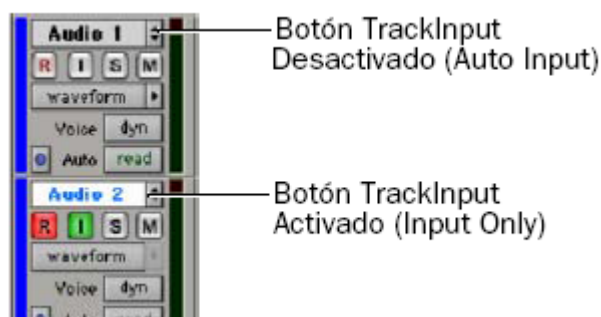 Audio 1
Botón TrackInput
Desactivado (Auto Input)
R I S M
waveform
Voice dyn
Auto read
Audio 2
Botón TrackInput
Activado (Input Only)
R I S M
waveform
Voice dyn